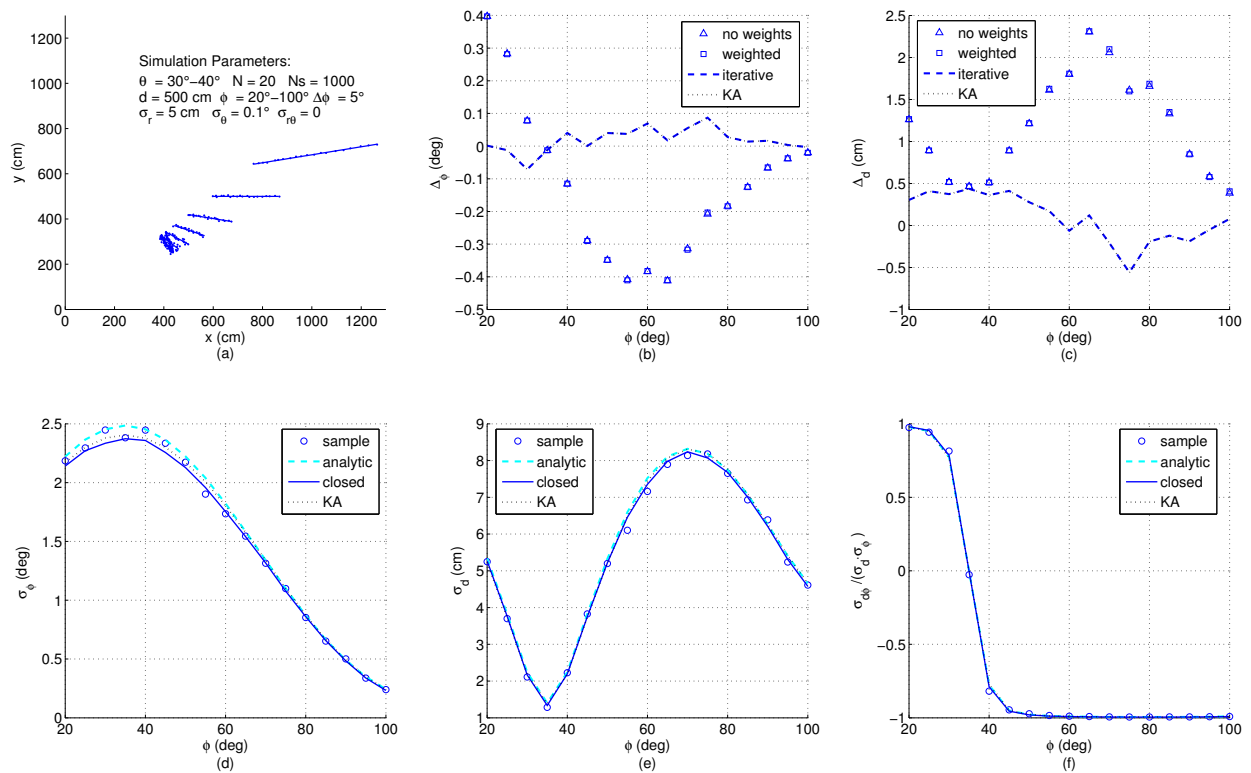 1200
1000
800
600
400
200
0
y (cm)
Simulation Parameters:
θ = 30°−40° N = 20 Ns = 1000
d = 500 cm ϕ = 20°−100° Δϕ = 5°
σr = 5 cm σθ = 0.1° σrθ = 0
0 200 400 600 800 1000 1200
x (cm)
(a)
0.4
0.3
0.2
0.1
0
−0.1
−0.2
−0.3
−0.4
−0.5
Δϕ (deg)
no weights
weighted
iterative
KA
20 40 60 80 100
ϕ (deg)
(b)
2.5
2
1.5
1
0.5
0
−0.5
−1
Δd (cm)
no weights
weighted
iterative
KA
20 40 60 80 100
ϕ (deg)
(c)
2.5
2
1.5
1
0.5
0
σϕ (deg)
sample
analytic
closed
KA
20 40 60 80 100
ϕ (deg)
(d)
9
8
7
6
5
4
3
2
1
σd (cm)
sample
analytic
closed
KA
20 40 60 80 100
ϕ (deg)
(e)
1
0.5
0
−0.5
−1
σdϕ /(σd·σϕ)
sample
analytic
closed
KA
20 40 60 80 100
ϕ (deg)
(f)